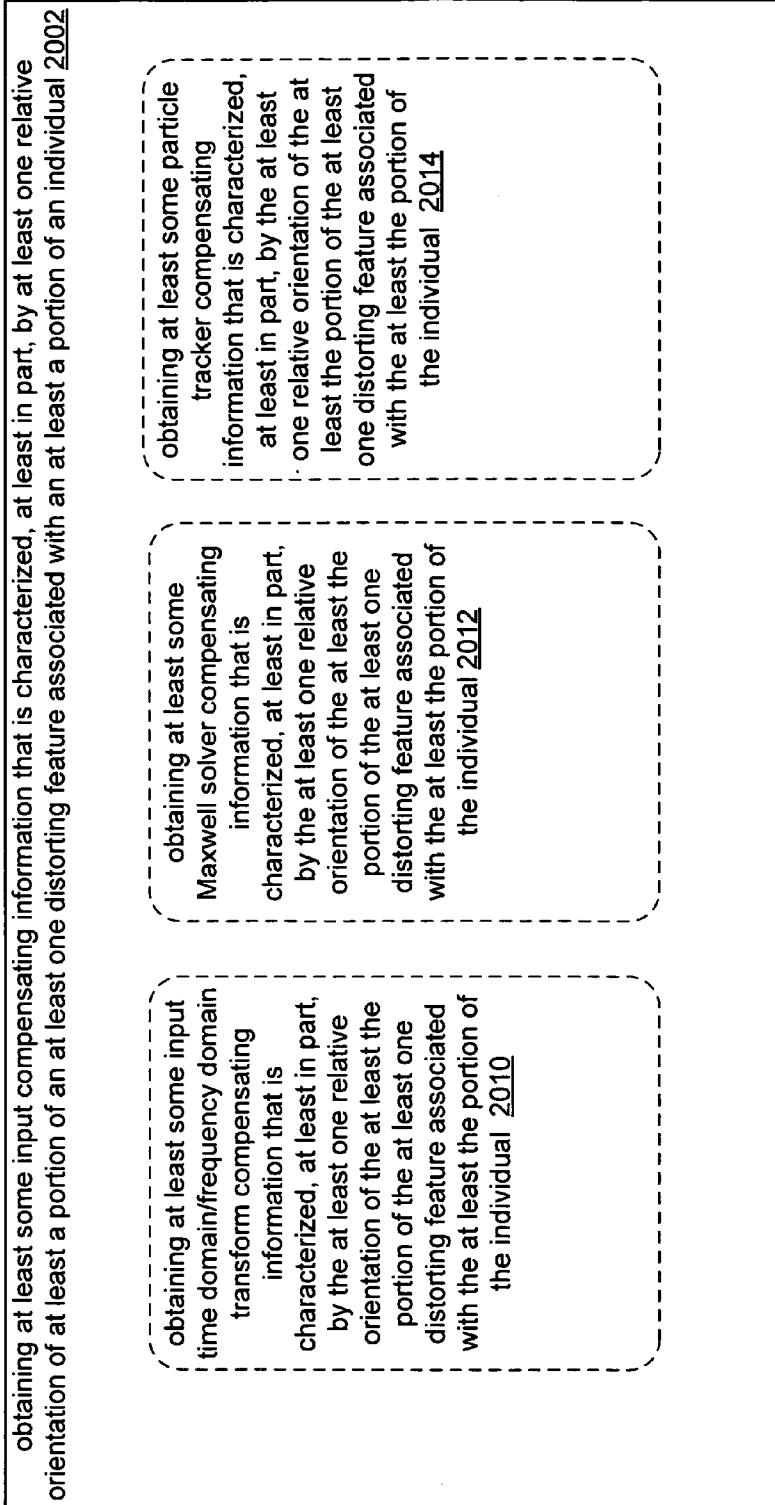 obtaining at least some input compensating information that is characterized, at least in part, by at least one relative
orientation of at least a portion of an at least one distorting feature associated with an at least a portion of an individual 2002
obtaining at least some input
time domain/frequency domain
transform compensating
information that is
characterized, at least in part,
by the at least one relative
orientation of the at least the
portion of the at least one
distorting feature associated
with the at least the portion of
the individual 2010
obtaining at least some
Maxwell solver compensating
information that is
characterized, at least in part,
by the at least one relative
orientation of the at least the
portion of the at least one
distorting feature associated
with the at least the portion of
the individual 2012
obtaining at least some particle
tracker compensating
information that is characterized,
at least in part, by the at least
one relative orientation of the at
least the portion of the at least
one distorting feature associated
with the at least the portion of
the individual 2014